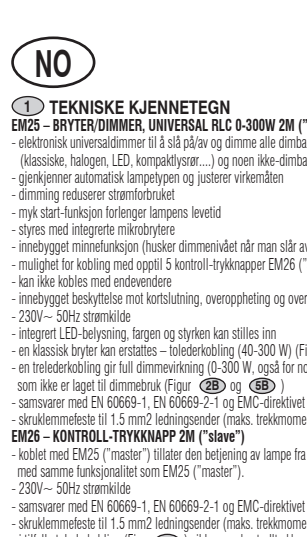 NO
1 TEKNISKE KJENNETEGN
EM25 – BRYTER/DIMMER, UNIVERSAL RLC 0-300W 2M ("
- elektronisk universaldimmer til å slå på/av og dimme alle dimba
(klassiske, halogen, LED, kompaktlysrør....) og noen ikke-dimba
- gjenkjenner automatisk lampetypen og justerer virkemåten
- dimming reduserer strømforbruket
- myk start-funksjon forlenger lampens levetid
- styres med integrerte mikrobrytere
- innebygget minnefunksjon (husker dimmenivået når man slår av
- mulighet for kobling med opptil 5 kontroll-trykknapper EM26 ("
- kan ikke kobles med endevendere
- innebygget beskyttelse mot kortslutning, overoppheting og over
- 230V~ 50Hz strømkilde
- integrert LED-belysning, fargen og styrken kan stilles inn
- en klassisk bryter kan erstattes – tolederkobling (40-300 W) (Fi
- en trelederkobling gir full dimmevirkning (0-300 W, også for no
som ikke er laget til dimmebruk (Figur 2B og 5B )
- samsvarer med EN 60669-1, EN 60669-2-1 og EMC-direktivet
- skruklemmefeste til 1.5 mm2 ledningsender (maks. trekkmome
EM26 – KONTROLL-TRYKKNAPP 2M ("slave")
- koblet med EM25 ("master") tillater den betjening av lampe fra
med samme funksjonalitet som EM25 ("master").
- 230V~ 50Hz strømkilde
- samsvarer med EN 60669-1, EN 60669-2-1 og EMC-direktivet
- skruklemmefeste til 1.5 mm2 ledningsender (maks. trekkmome